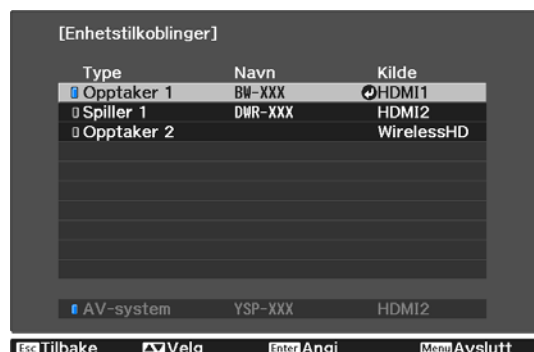 [Enhetstilkoblinger]
Type Navn Kilde
Opptaker 1 BW-XXX HDMI1
Spiller 1 DWR-XXX HDMI2
Opptaker 2 WirelessHD
AV-system YSP-XXX HDMI2
Esc Tilbake Velg Enter Angi Menu Avslutt